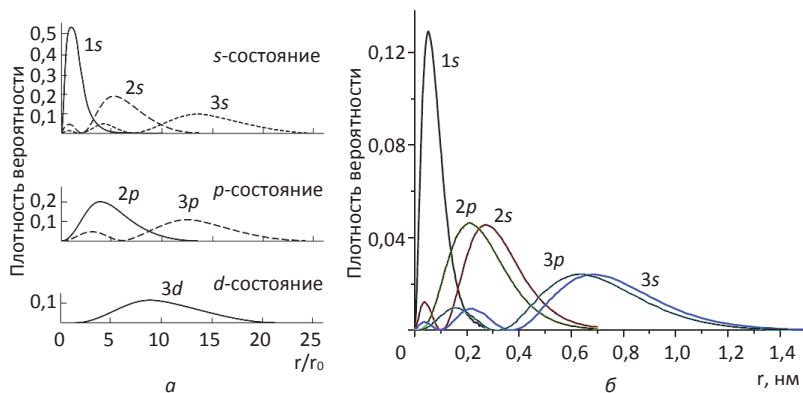 Плотность вероятности
0,5
0,4
0,3
0,2
0,1
1s
2s
3s
s-состояние
0,2
0,1
2p
3p
p-состояние
0,1
3d
d-состояние
0 5 10 15 20 25
r/r₀
а
Плотность вероятности
0,12
0,08
0,04
1s
2p
2s
3p
3s
0 0,2 0,4 0,6 0,8 1,0 1,2 1,4
r, нм
б